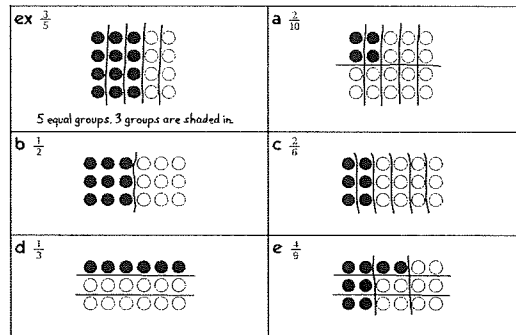 ex 3/5
5 equal groups. 3 groups are shaded in.
a 2/10
b 1/2
c 2/6
d 1/3
e 4/9